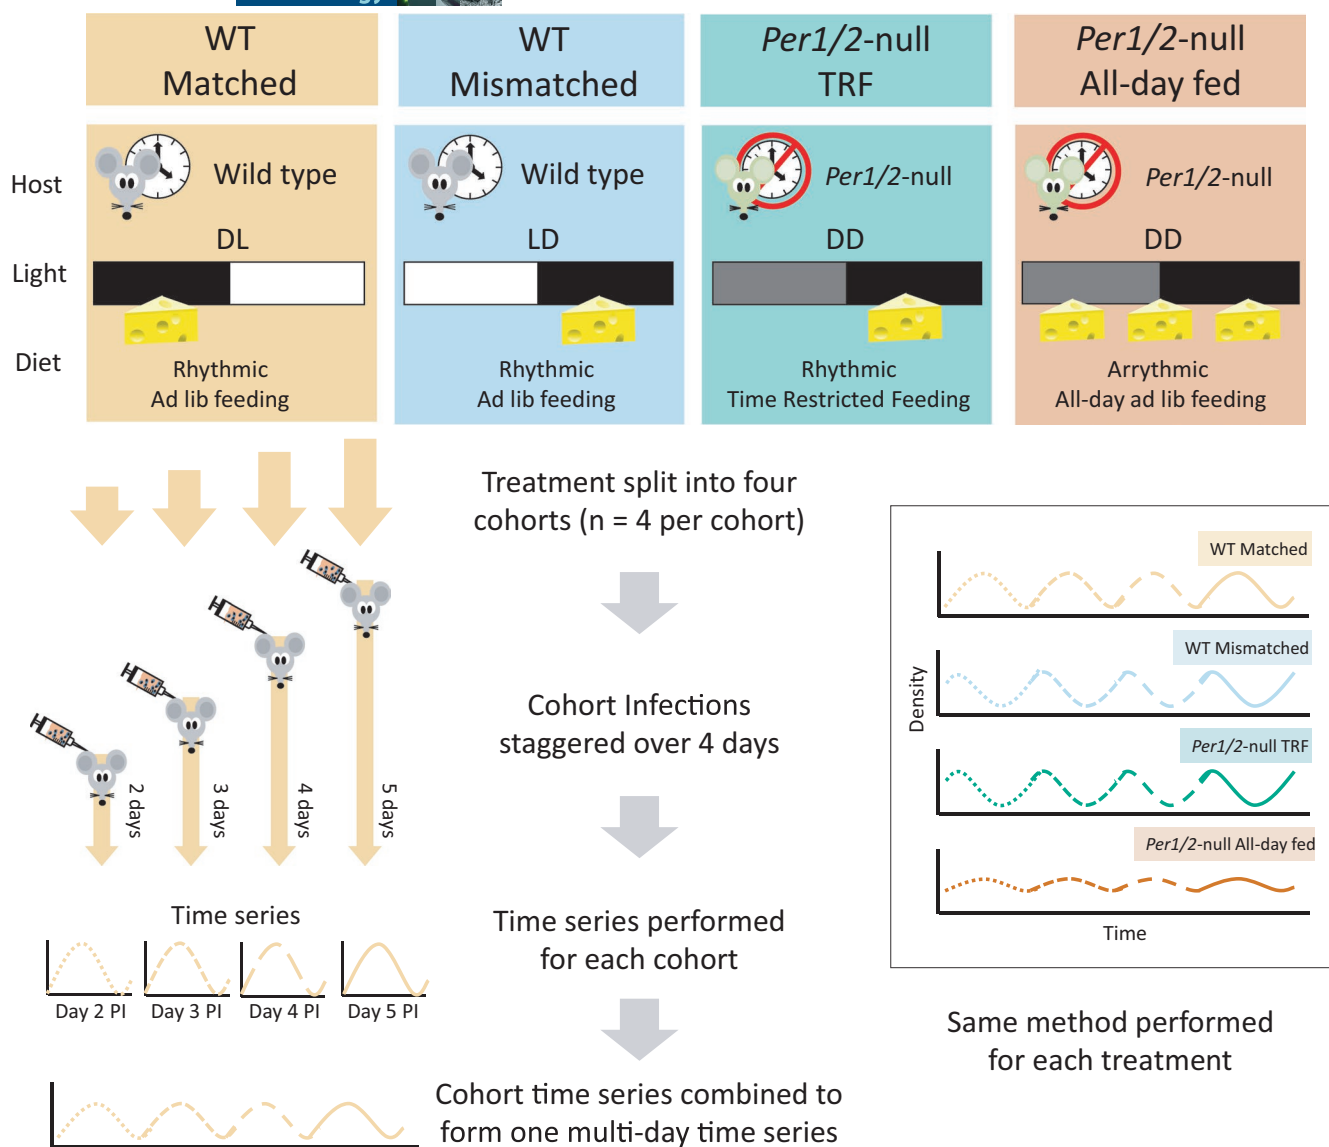 WT
Matched
WT
Mismatched
Per1/2-null
TRF
Per1/2-null
All-day fed
Host
Wild type
Wild type
Per1/2-null
Per1/2-null
DL
LD
DD
DD
Light
Diet
Rhythmic
Ad lib feeding
Rhythmic
Ad lib feeding
Rhythmic
Time Restricted Feeding
Arrythmic
All-day ad lib feeding
Treatment split into four
cohorts (n = 4 per cohort)
Cohort Infections
staggered over 4 days
2 days
3 days
4 days
5 days
Time series
Day 2 PI
Day 3 PI
Day 4 PI
Day 5 PI
Time series performed
for each cohort
Cohort time series combined to
form one multi-day time series
WT Matched
WT Mismatched
Per1/2-null TRF
Per1/2-null All-day fed
Density
Time
Same method performed
for each treatment